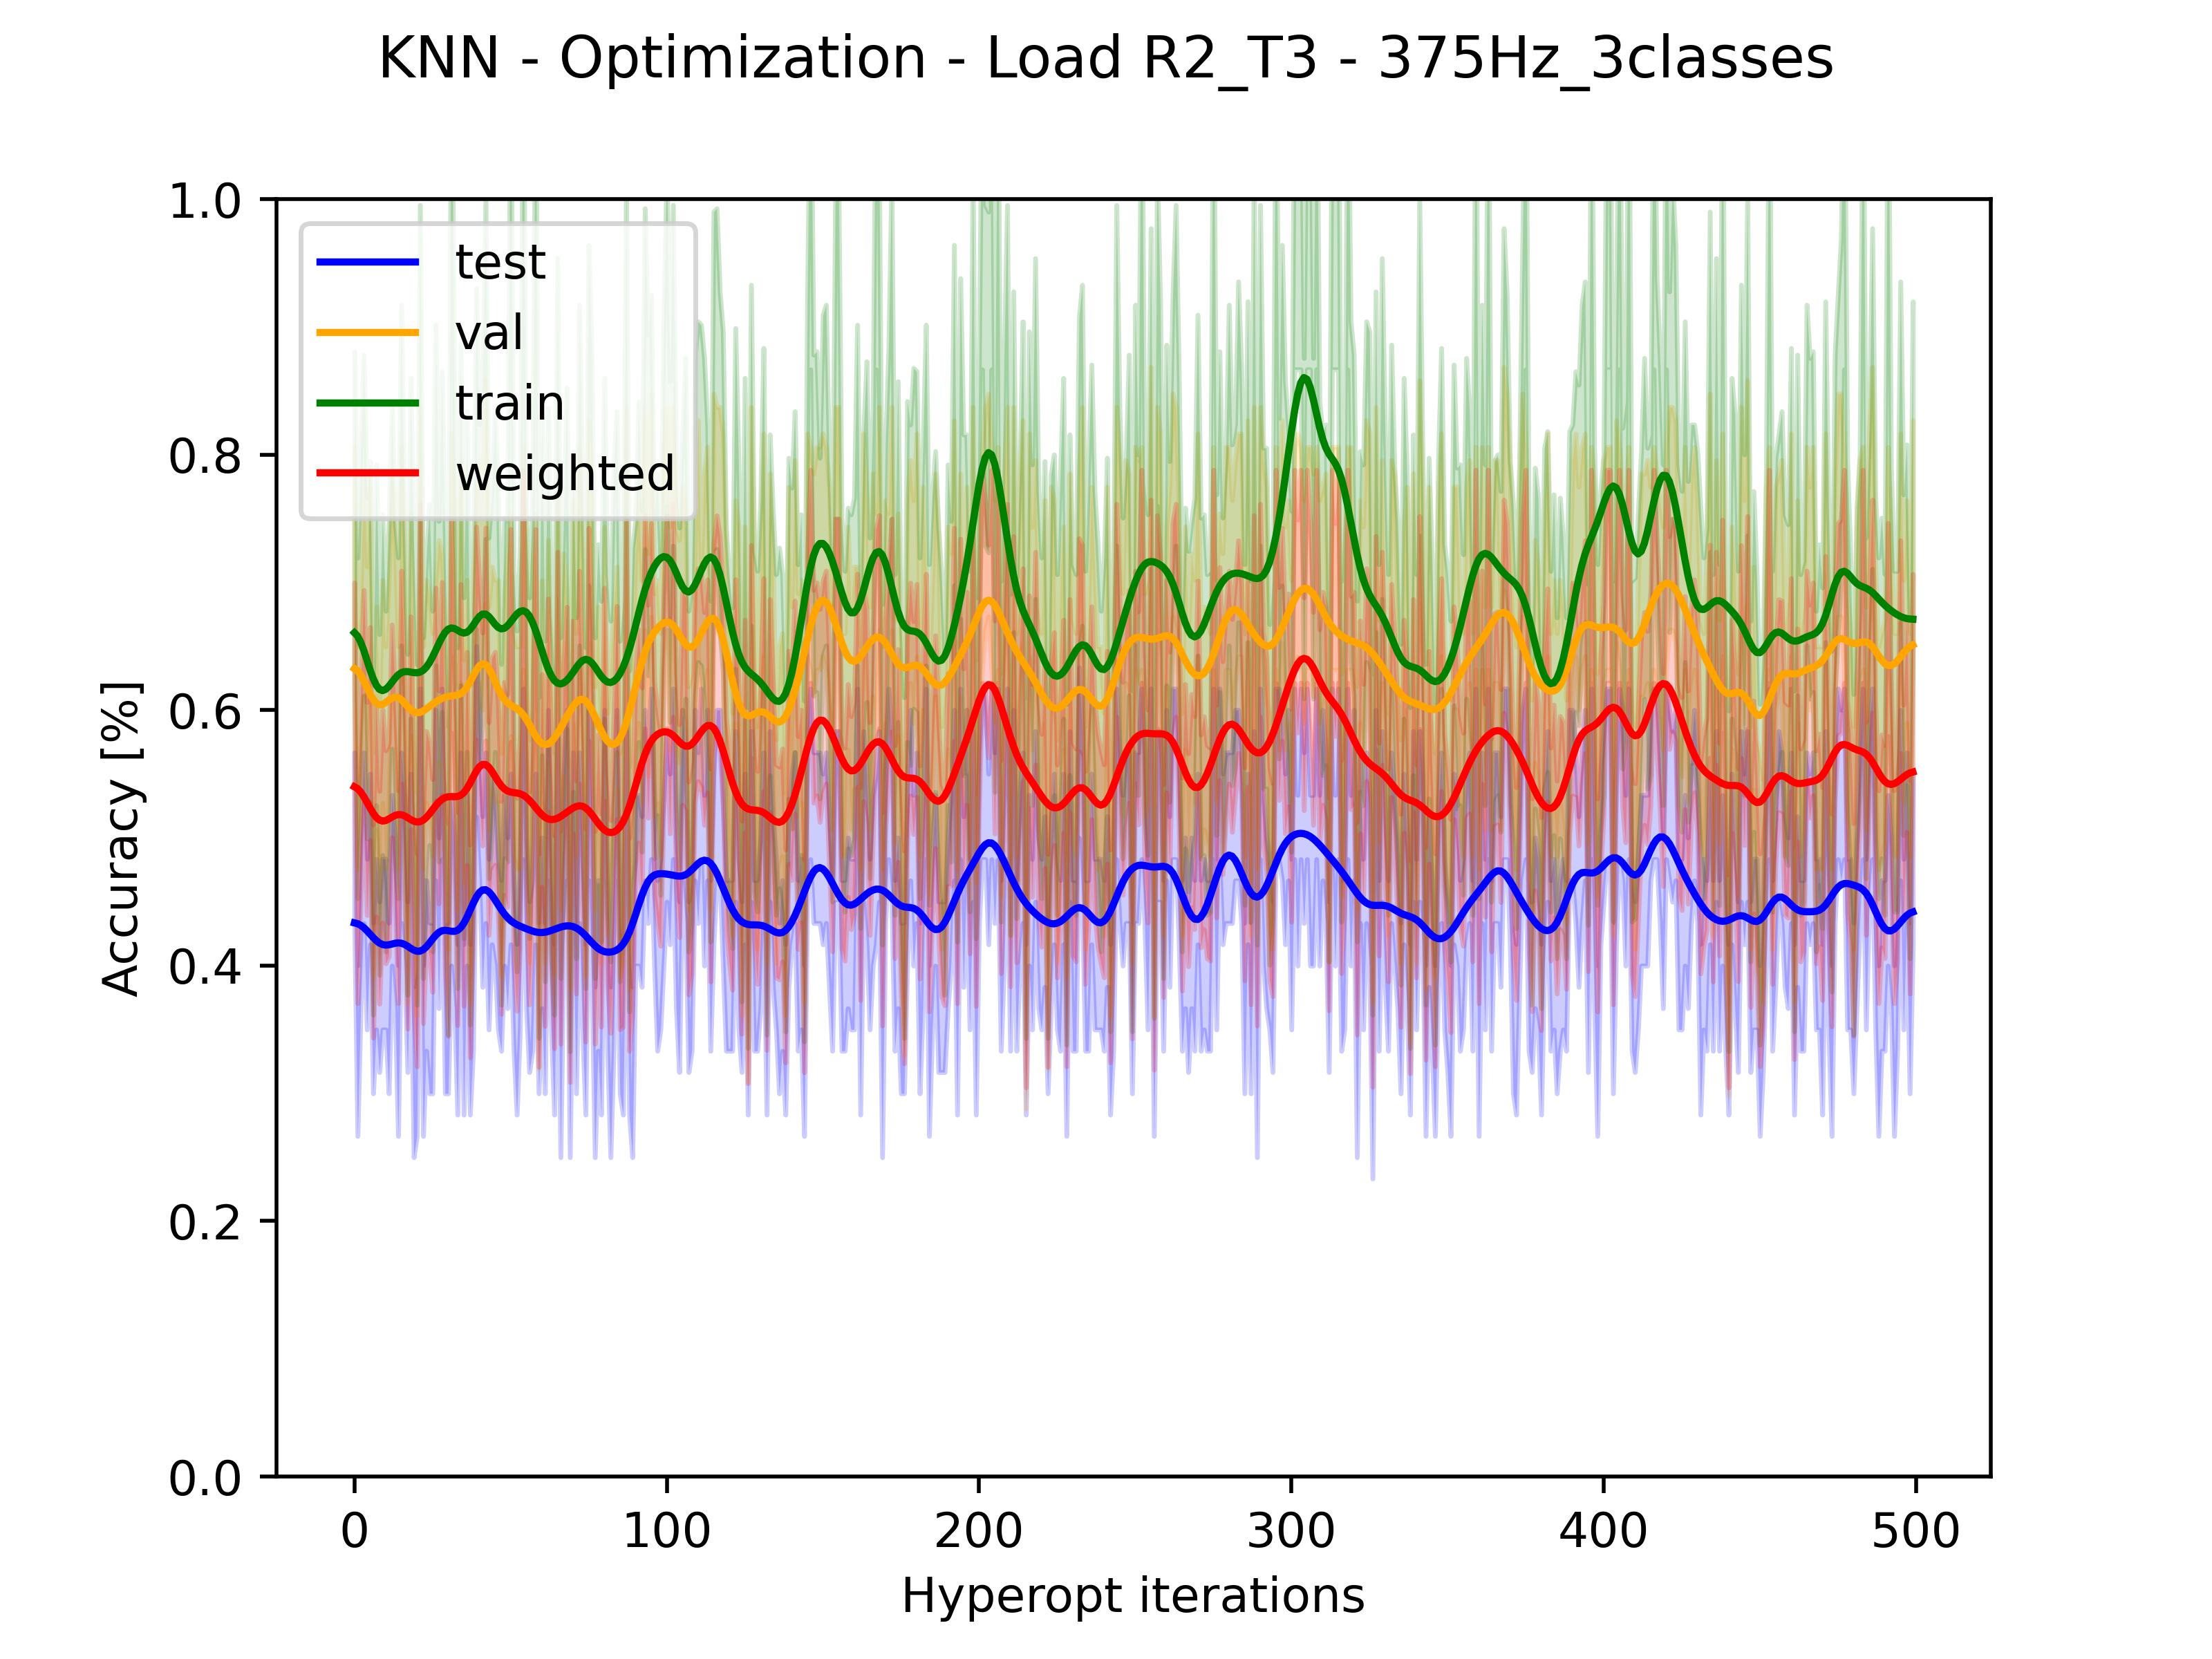 KNN - Optimization - Load R2_T3 - 375Hz_3classes
1.0
0.8
0.6
0.4
0.2
0.0
Accuracy [%]
test
val
train
weighted
0 100 200 300 400 500
Hyperopt iterations